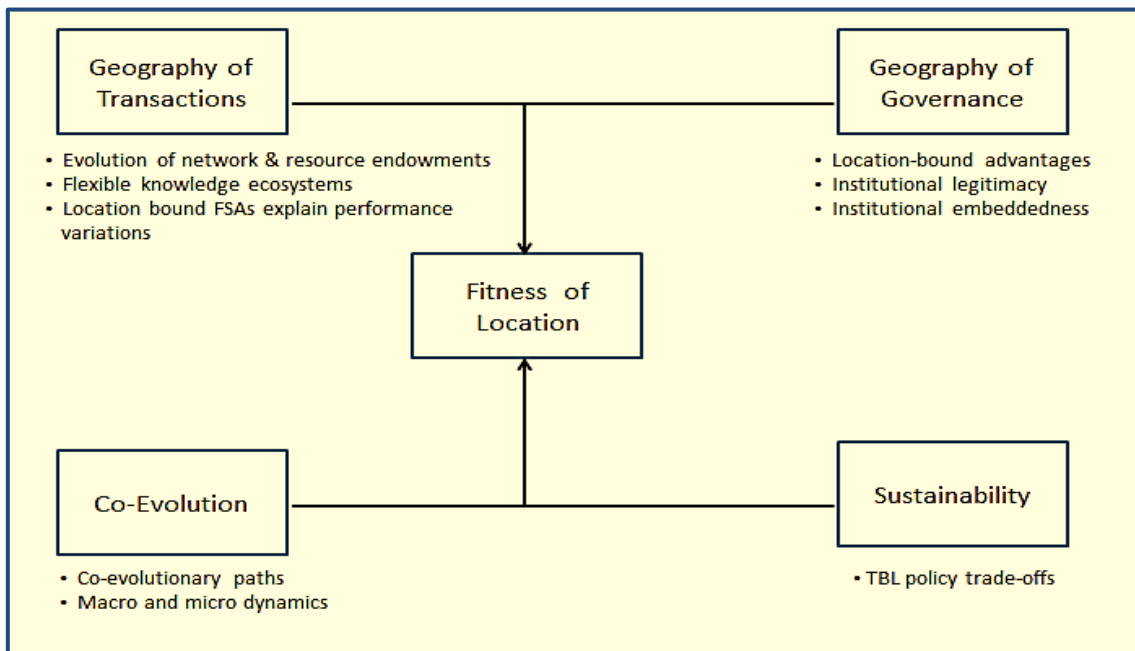 Geography of
Transactions
Geography of
Governance
• Evolution of network & resource endowments
• Flexible knowledge ecosystems
• Location bound FSAs explain performance
variations
• Location-bound advantages
• Institutional legitimacy
• Institutional embeddedness
Fitness of
Location
Co-Evolution
Sustainability
• Co-evolutionary paths
• Macro and micro dynamics
• TBL policy trade-offs